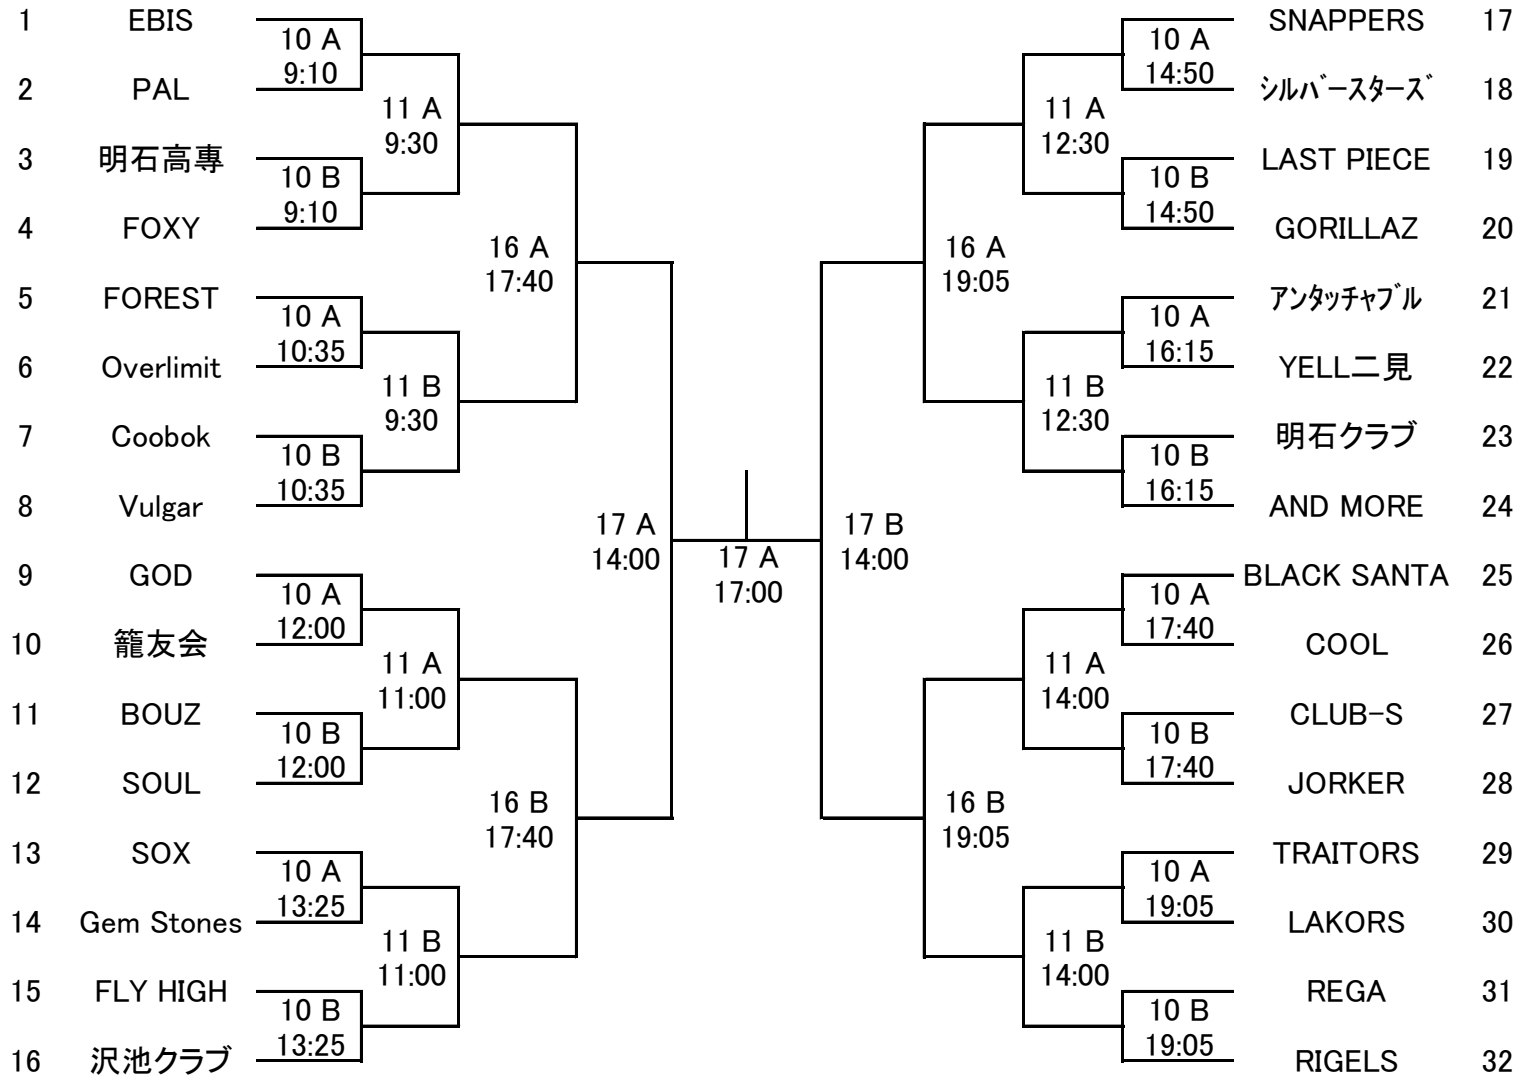 1 EBIS
10 A
9:10
2 PAL
11 A
9:30
3 明石高専
10 B
9:10
4 FOXY
16 A
17:40
5 FOREST
10 A
10:35
6 Overlimit
11 B
9:30
7 Coobok
10 B
10:35
8 Vulgar
17 A
14:00
9 GOD
10 A
12:00
10 籠友会
11 A
11:00
11 BOUZ
10 B
12:00
12 SOUL
16 B
17:40
13 SOX
10 A
13:25
14 Gem Stones
11 B
11:00
15 FLY HIGH
10 B
13:25
16 沢池クラブ
17 A
17:00
SNAPPERS 17
10 A
14:50
ｼﾙﾊﾞｰｽﾀｰｽﾞ 18
11 A
12:30
LAST PIECE 19
10 B
14:50
GORILLAZ 20
16 A
19:05
ｱﾝﾀｯﾁｬﾌﾞﾙ 21
10 A
16:15
YELL二見 22
11 B
12:30
明石クラブ 23
10 B
16:15
AND MORE 24
17 B
14:00
BLACK SANTA 25
10 A
17:40
COOL 26
11 A
14:00
CLUB-S 27
10 B
17:40
JORKER 28
16 B
19:05
TRAITORS 29
10 A
19:05
LAKORS 30
11 B
14:00
REGA 31
10 B
19:05
RIGELS 32